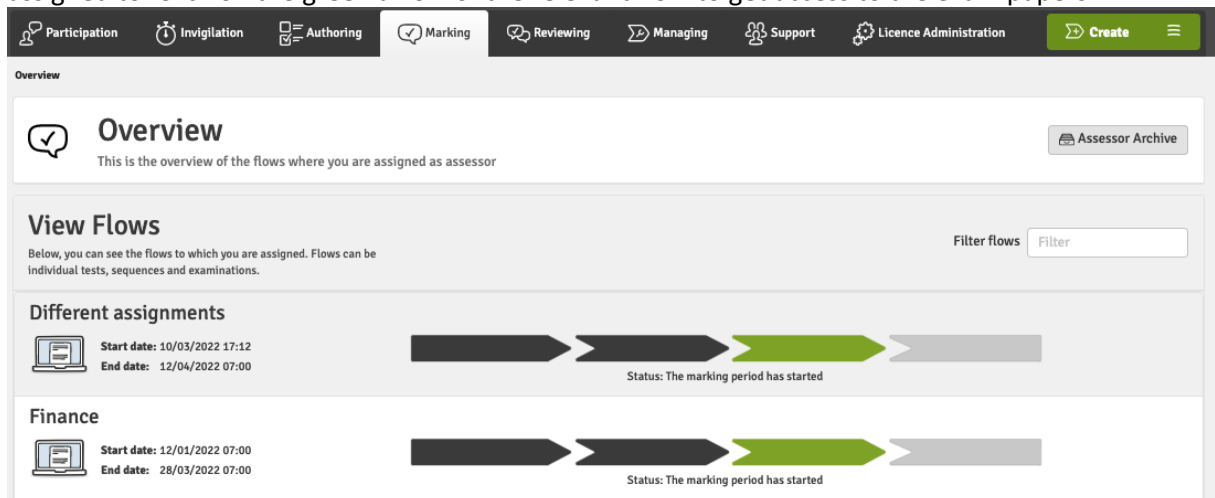 Participation Invigilation Authoring Marking Reviewing Managing Support Licence Administration Create
Overview
Overview
This is the overview of the flows where you are assigned as assessor
Assessor Archive
View Flows
Below, you can see the flows to which you are assigned. Flows can be
individual tests, sequences and examinations.
Filter flows Filter
Different assignments
Start date: 10/03/2022 17:12
End date: 12/04/2022 07:00
Status: The marking period has started
Finance
Start date: 12/01/2022 07:00
End date: 28/03/2022 07:00
Status: The marking period has started